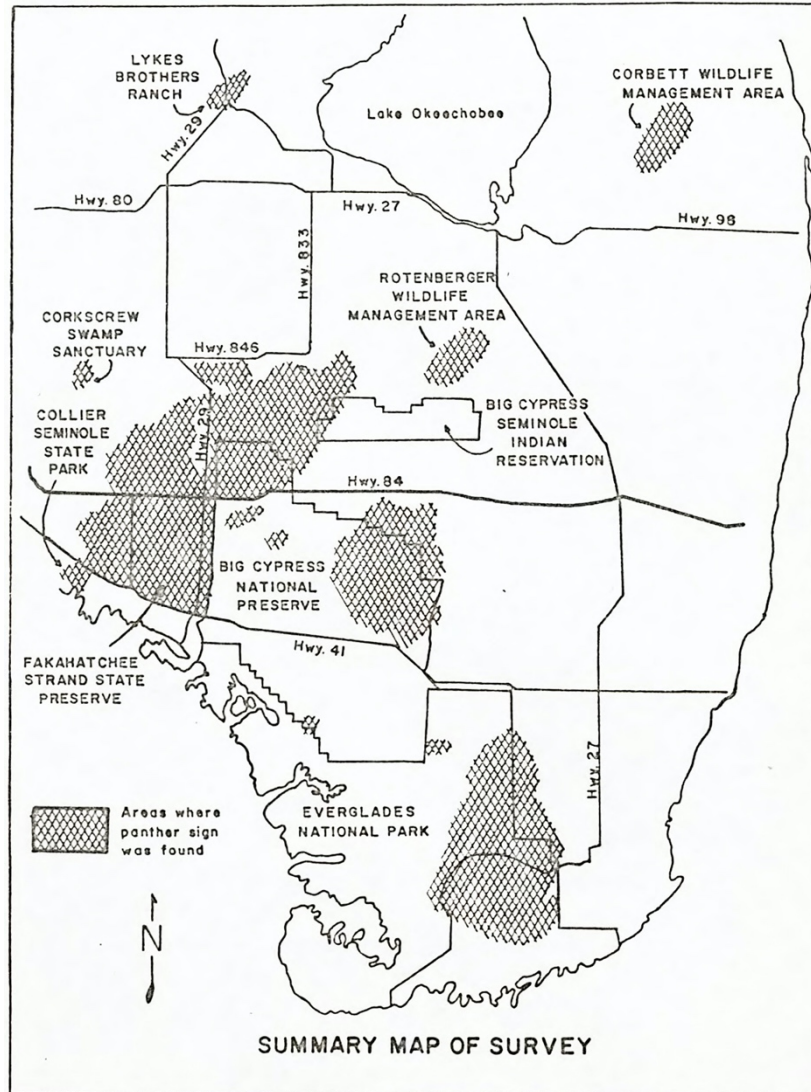 LYKES
BROTHERS
RANCH
Lake Okeechobee
CORBETT WILDLIFE
MANAGEMENT AREA
Hwy. 29
Hwy. 80
Hwy. 27
Hwy. 98
Hwy. 833
ROTENBERGER
WILDLIFE
MANAGEMENT AREA
CORKSCREW
SWAMP
SANCTUARY
Hwy. 846
COLLIER
SEMINOLE
STATE
PARK
Hwy. 29
BIG CYPRESS
SEMINOLE
INDIAN
RESERVATION
Hwy. 84
BIG CYPRESS
NATIONAL
PRESERVE
Hwy. 41
FAKAHATCHEE
STRAND STATE
PRESERVE
Hwy. 27
EVERGLADES
NATIONAL PARK
Areas where
panther sign
was found
N
SUMMARY MAP OF SURVEY